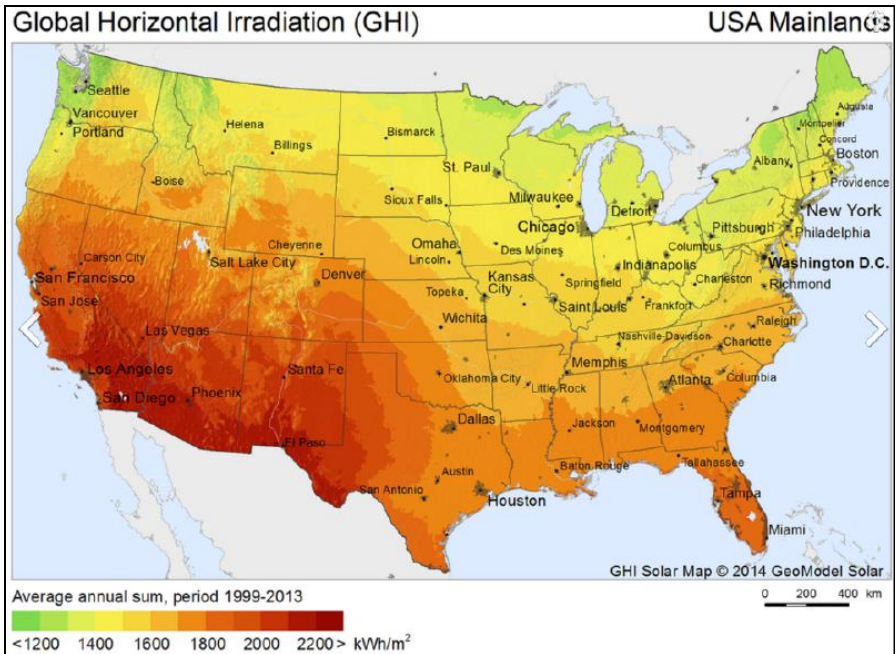 Global Horizontal Irradiation (GHI)
USA Mainlands
Seattle
Vancouver
Portland
Helena
Billings
Bismarck
Boise
St. Paul
Sioux Falls
Milwaukee
Detroit
Chicago
Augusta
Montpelier
Concord
Albany
Boston
Providence
New York
Philadelphia
Pittsburgh
Washington D.C.
Richmond
Cheyenne
Omaha
Lincoln
Des Moines
Carson City
San Francisco
San Jose
Salt Lake City
Denver
Kansas
City
Topeka
Springfield
Indianapolis
Columbus
Charleston
Saint Louis
Frankfort
Wichita
Las Vegas
Nashville-Davidson
Raleigh
Charlotte
Los Angeles
San Diego
Phoenix
Santa Fe
Oklahoma City
Memphis
Little Rock
Atlanta
Columbia
Dallas
El Paso
Jackson
Montgomery
Austin
Baton Rouge
Tallahassee
San Antonio
Houston
Tampa
Miami
GHI Solar Map © 2014 GeoModel Solar
Average annual sum, period 1999-2013
0 200 400 km
<1200 1400 1600 1800 2000 2200> kWh/m²